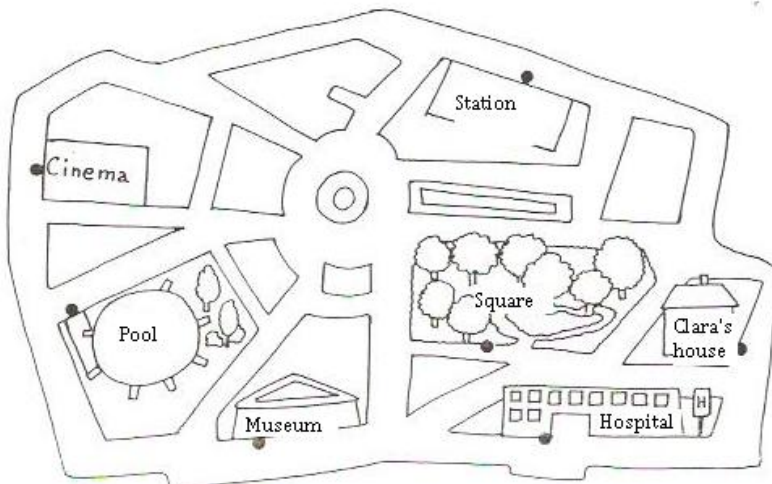 Station
Cinema
Square
Pool
Clara's
house
H
Museum
Hospital